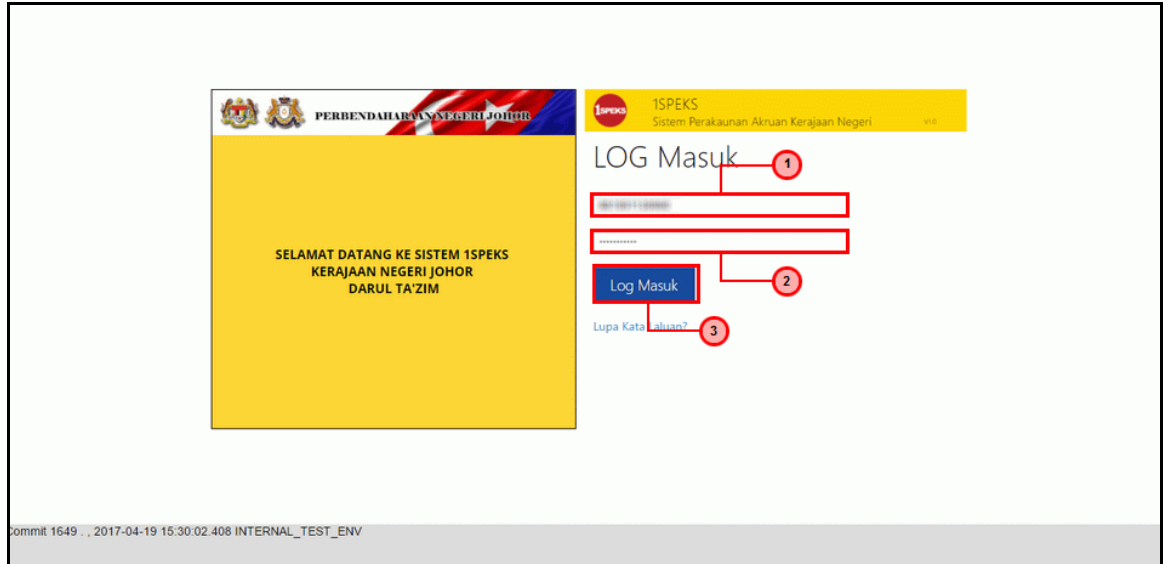 PERBENDAHARAAN NEGERI JOHOR
SELAMAT DATANG KE SISTEM 1SPEKS
KERAJAAN NEGERI JOHOR
DARUL TA'ZIM
1SPEKS
1SPEKS
Sistem Perakaunan Akruan Kerajaan Negeri
V1.0
LOG Masuk
1
2
Log Masuk
Lupa Kata Laluan?
3
Commit 1649 . , 2017-04-19 15:30:02.408 INTERNAL_TEST_ENV